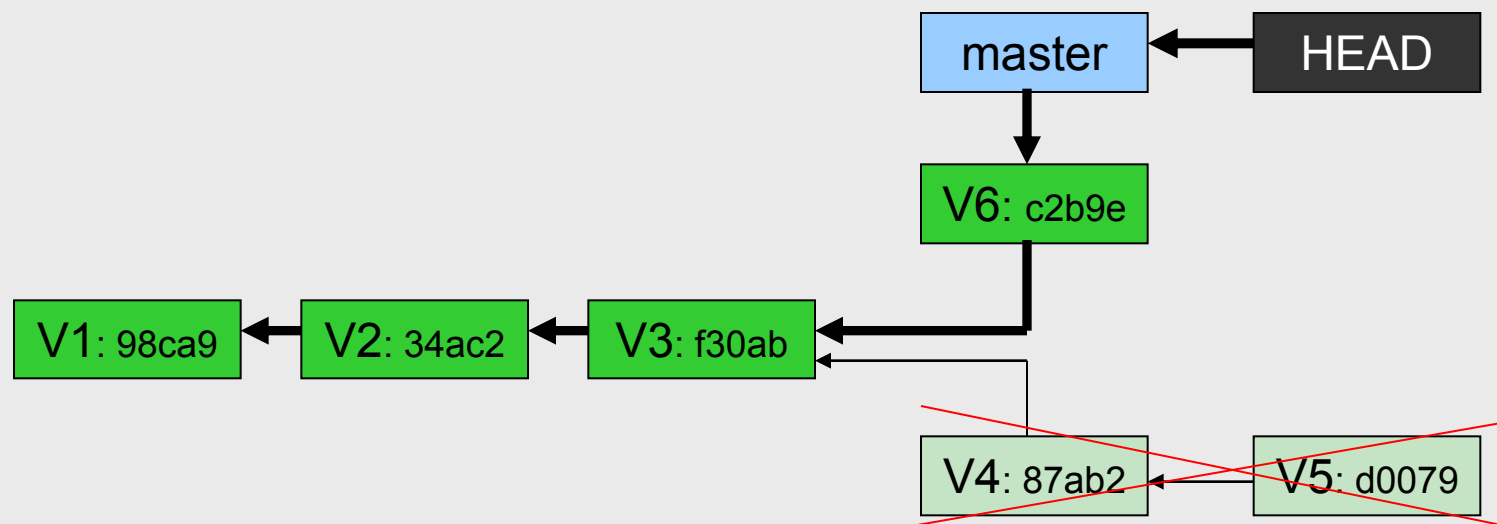 master
HEAD
V6: c2b9e
V1: 98ca9
V2: 34ac2
V3: f30ab
V4: 87ab2
V5: d0079